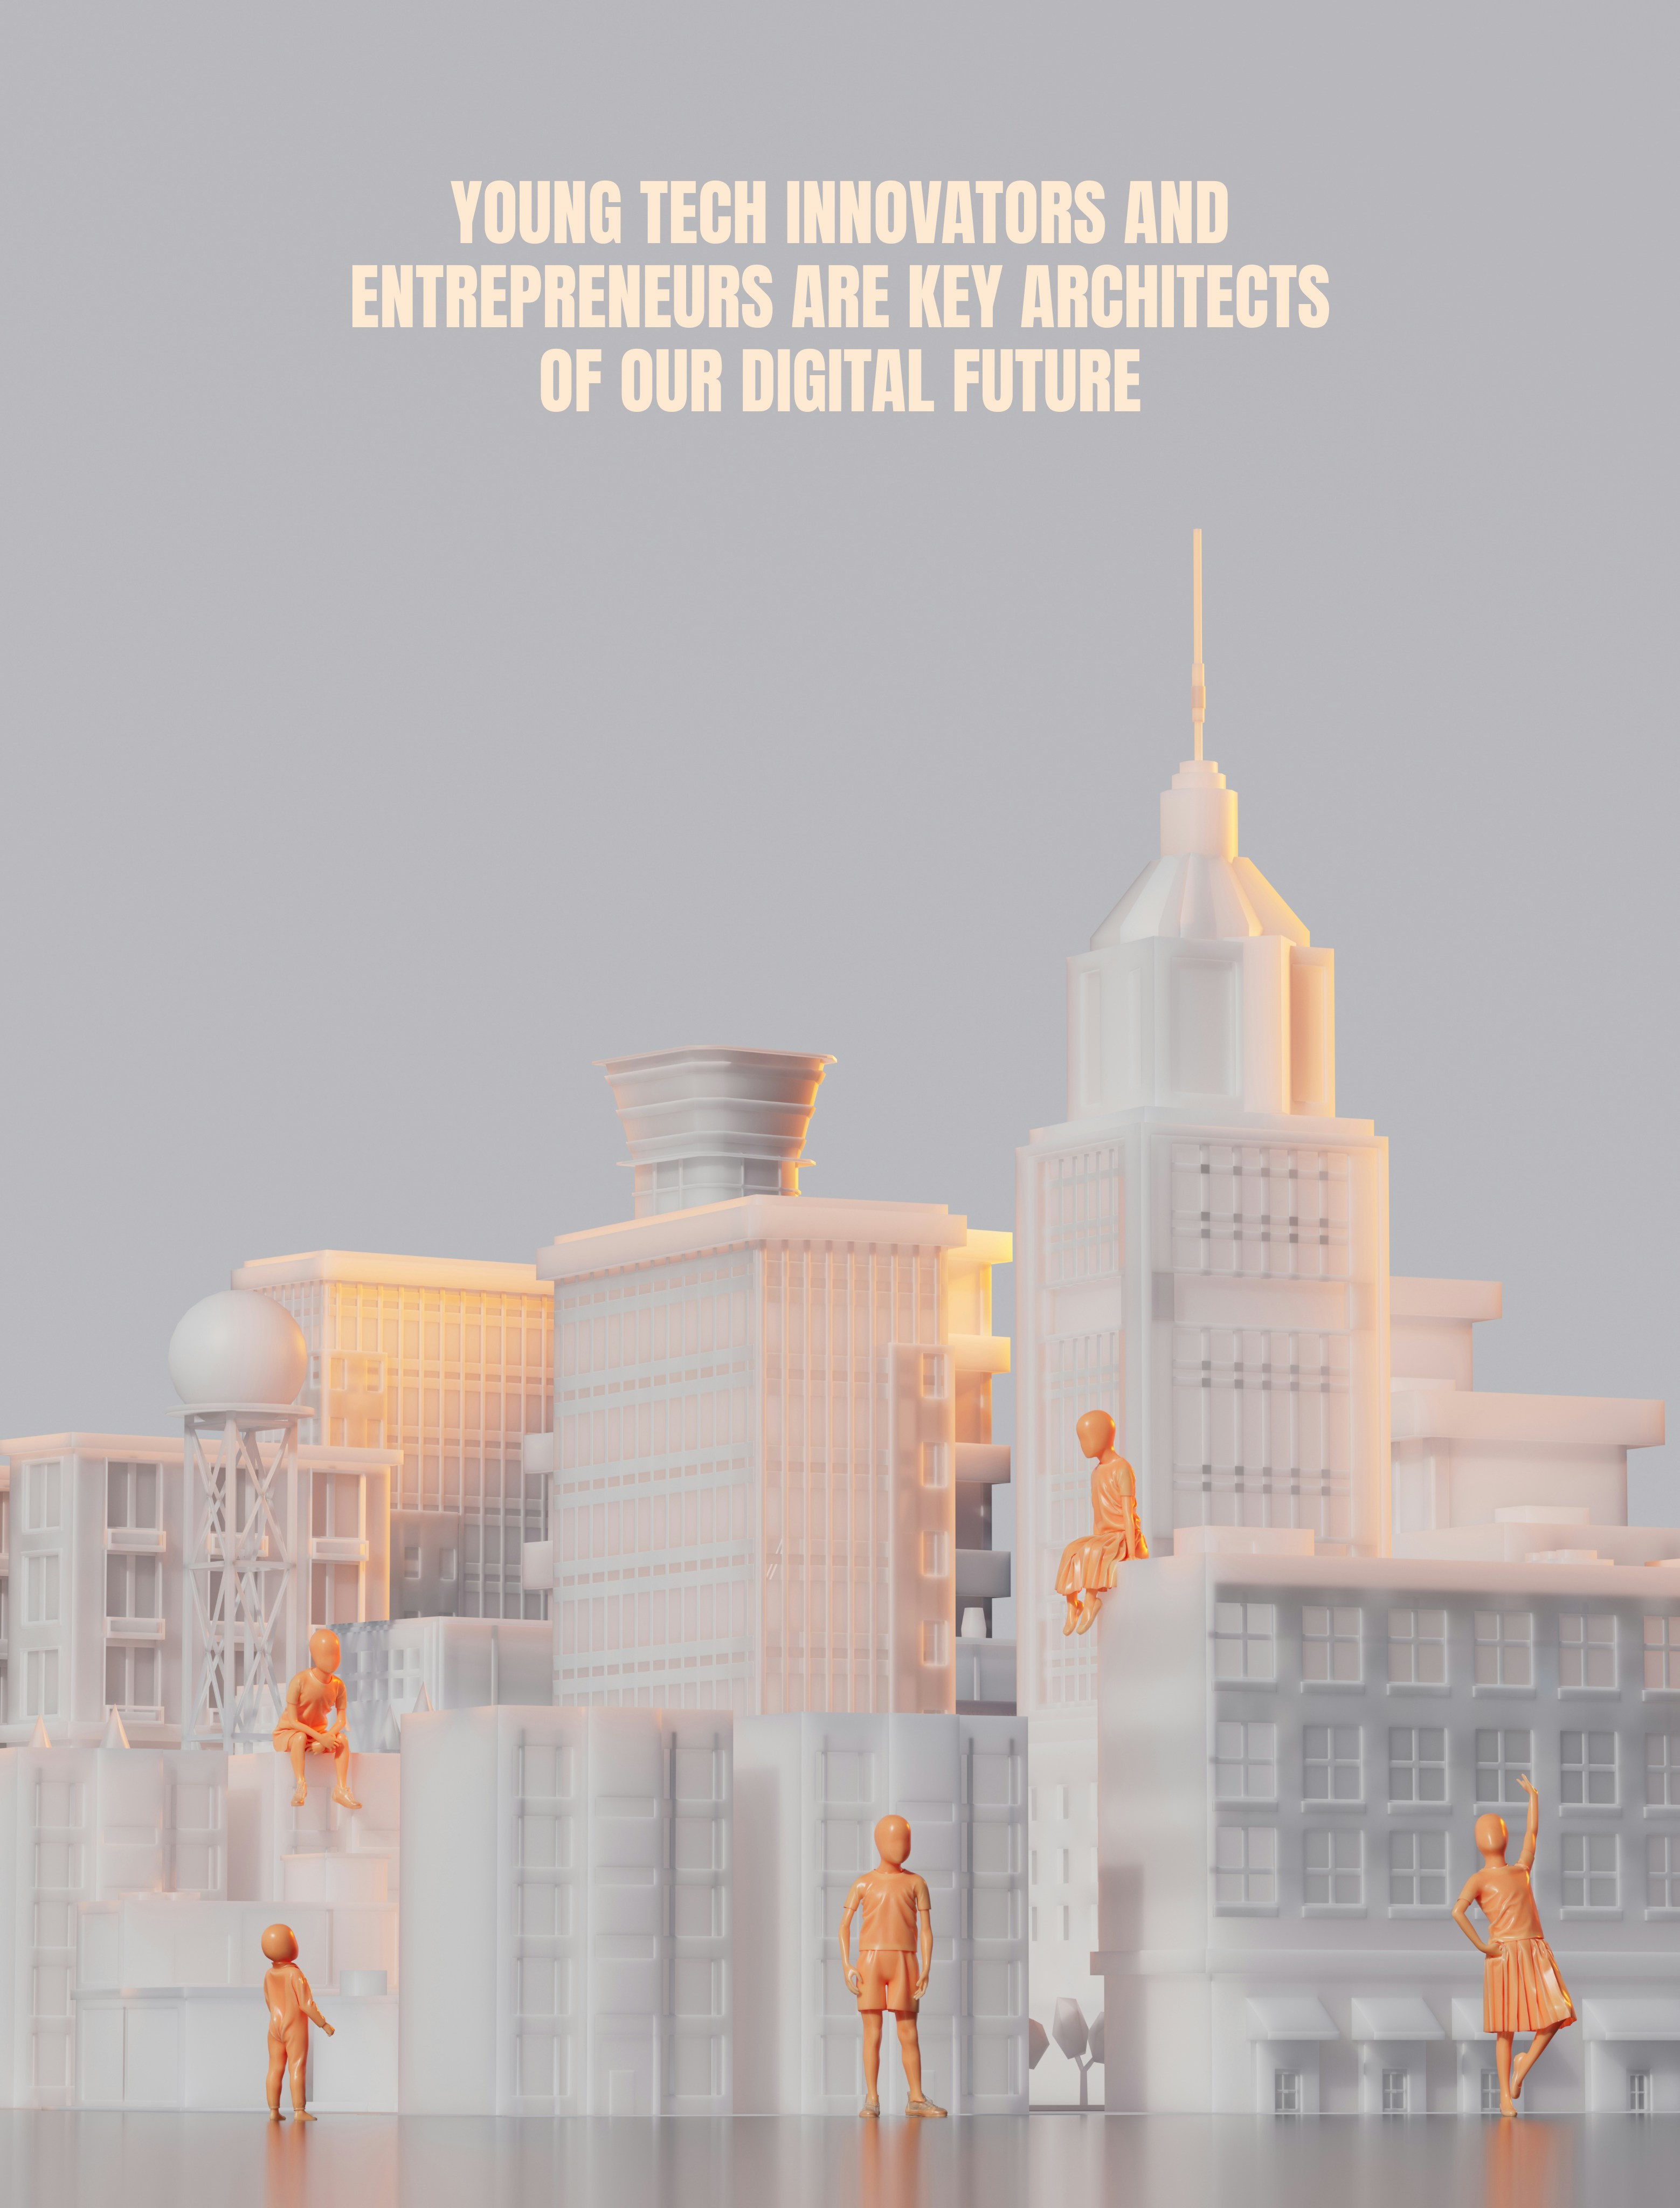 YOUNG TECH INNOVATORS AND
ENTREPRENEURS ARE KEY ARCHITECTS
OF OUR DIGITAL FUTURE